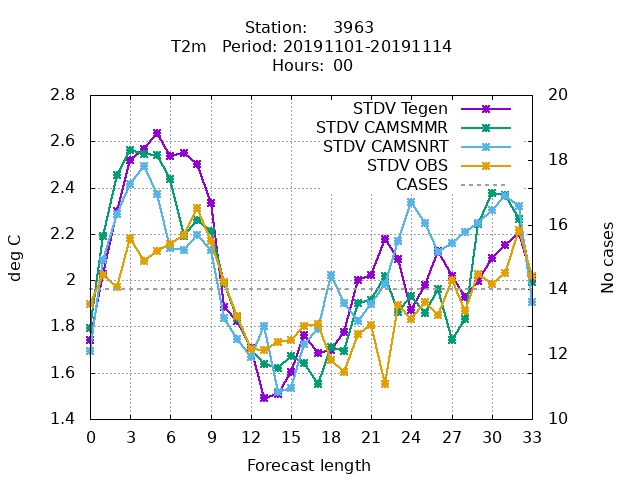 Station: 3963
T2m Period: 20191101-20191114
Hours: 00
2.8
2.6
2.4
2.2
2
1.8
1.6
1.4
deg C
STDV Tegen
STDV CAMSMMR
STDV CAMSNRT
STDV OBS
CASES
20
18
16
14
12
10
No cases
0 3 6 9 12 15 18 21 24 27 30 33
Forecast length